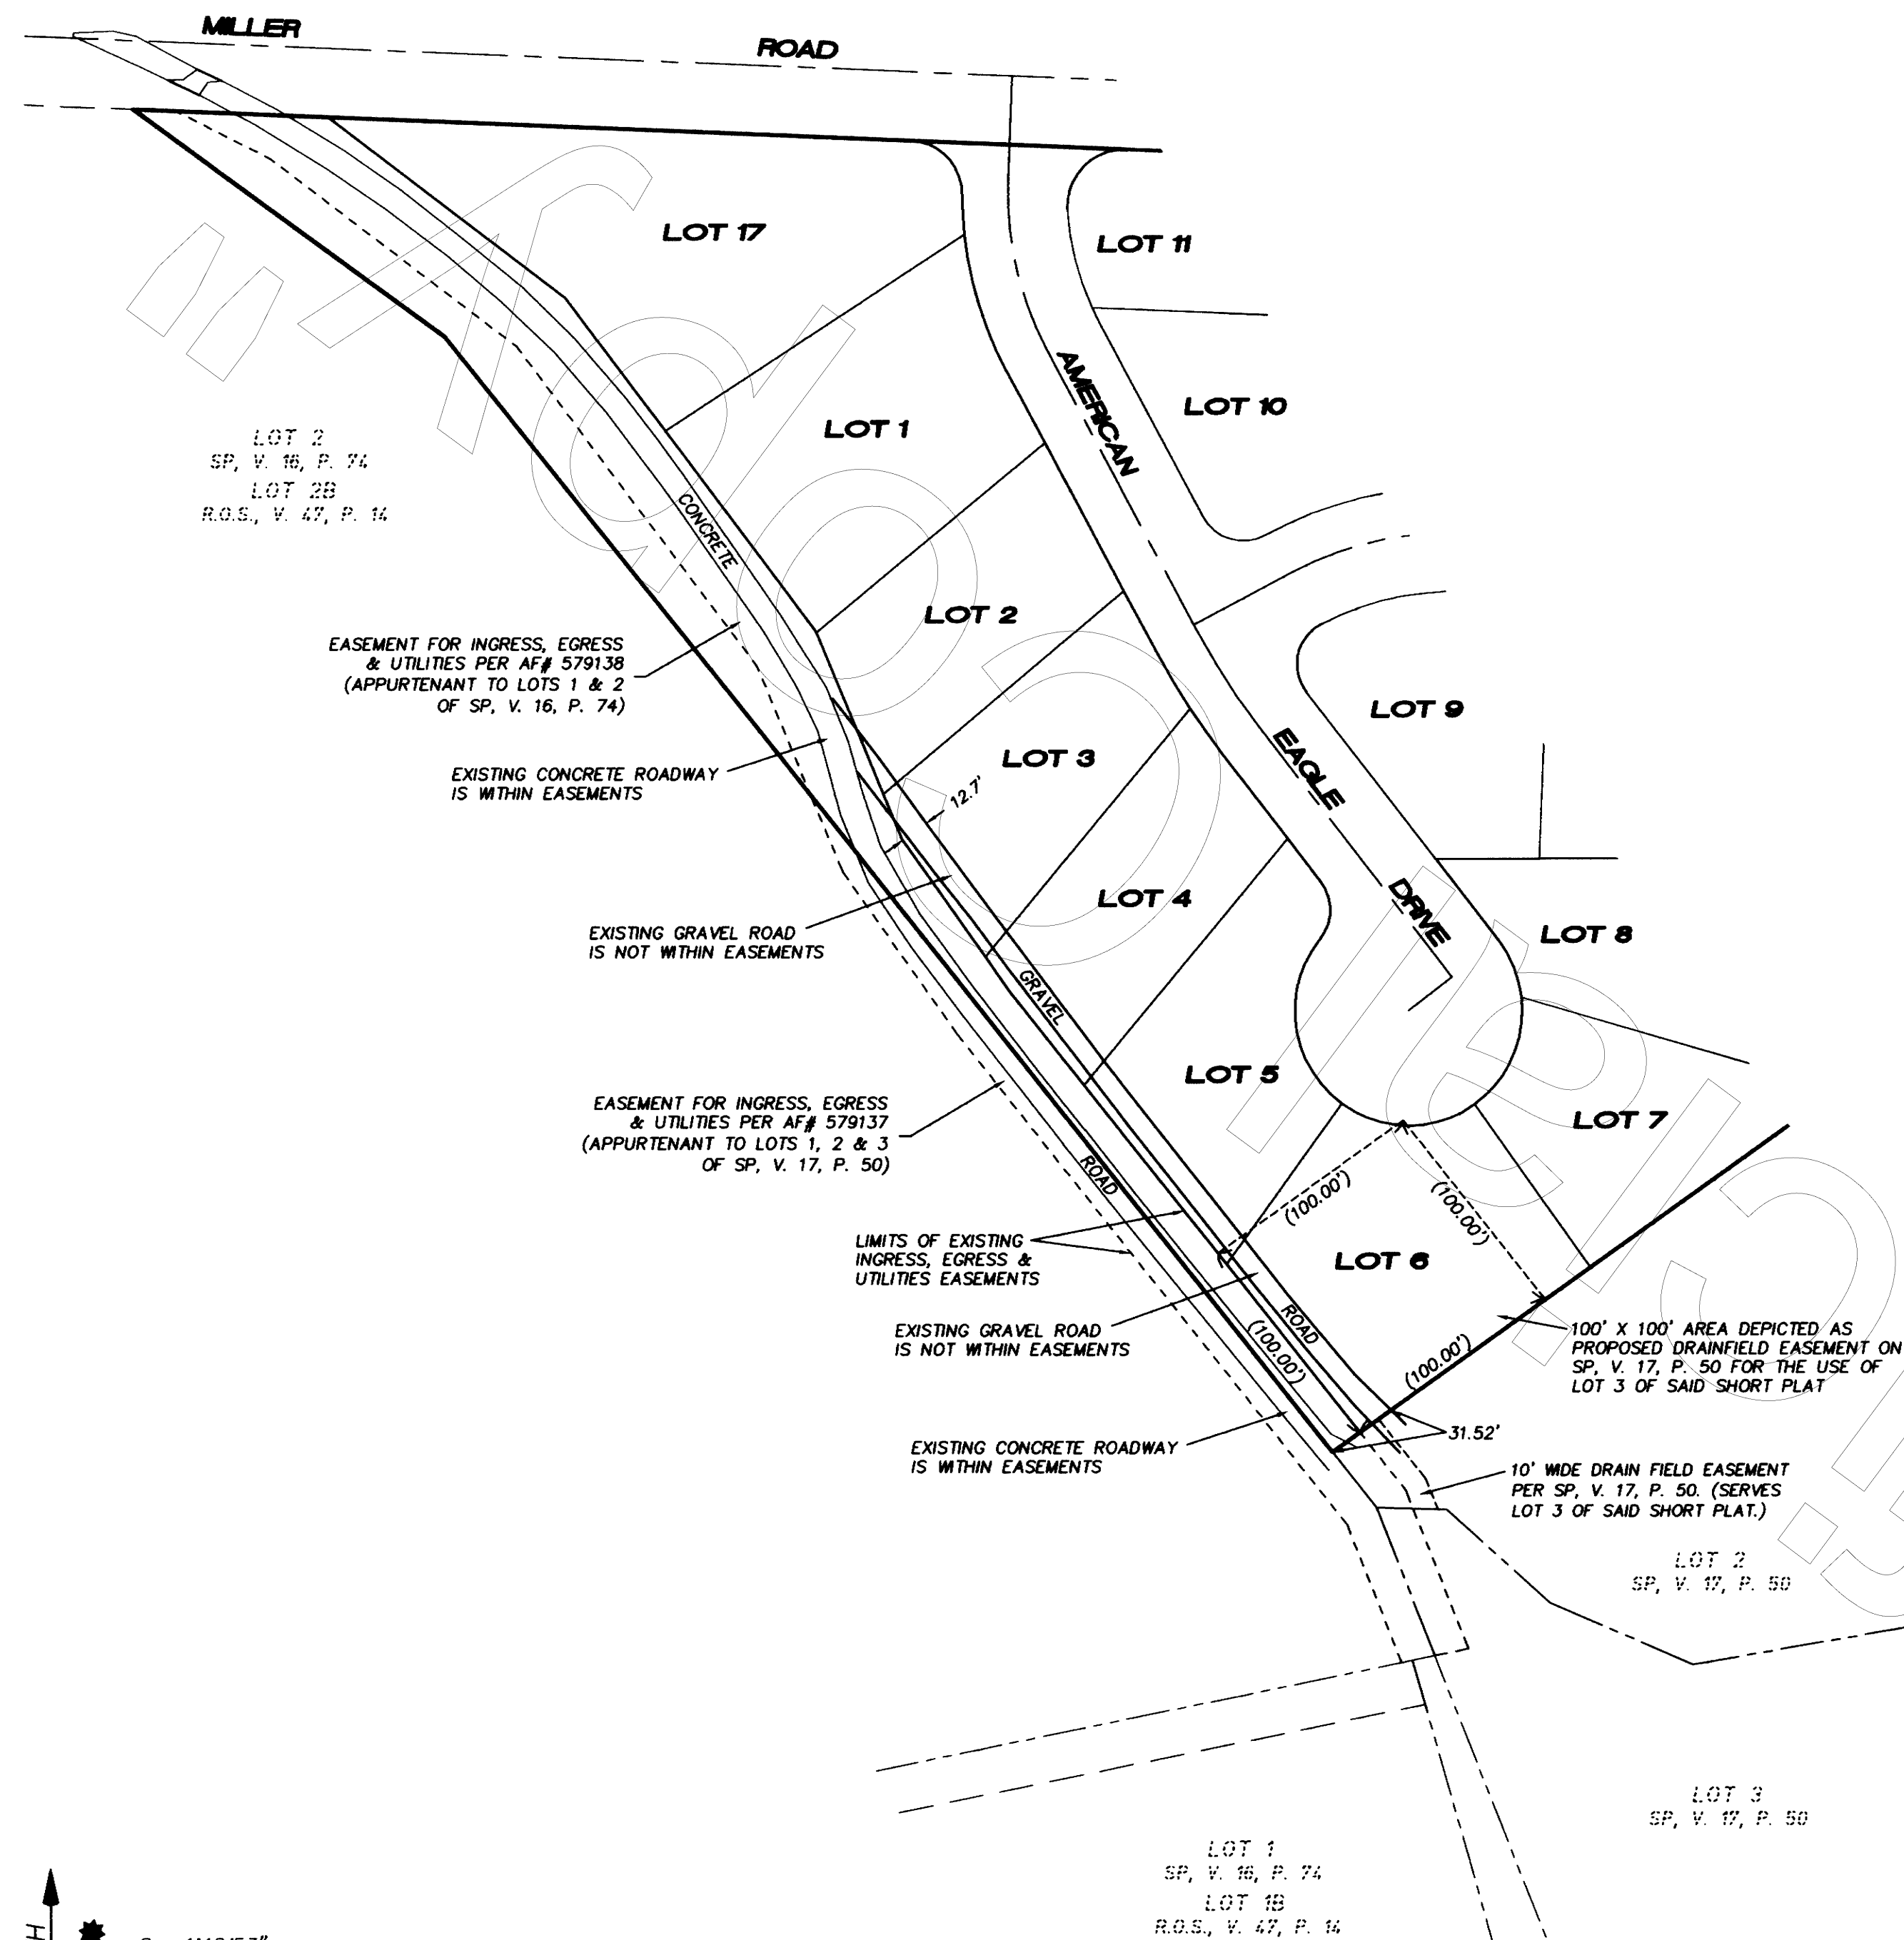 MILLER
ROAD
LOT 17
LOT 11
AMERICAN
LOT 10
LOT 1
LOT 2
SP, V. 16, P. 74
LOT 2B
R.O.S., V. 47, P. 14
CONCRETE
LOT 2
EASEMENT FOR INGRESS, EGRESS
& UTILITIES PER AF# 579138
(APPURTENANT TO LOTS 1 & 2
OF SP, V. 16, P. 74)
LOT 9
EAGLE
LOT 3
EXISTING CONCRETE ROADWAY
IS WITHIN EASEMENTS
12.7'
LOT 4
DRIVE
LOT 8
EXISTING GRAVEL ROAD
IS NOT WITHIN EASEMENTS
GRAVEL
LOT 5
LOT 7
EASEMENT FOR INGRESS, EGRESS
& UTILITIES PER AF# 579137
(APPURTENANT TO LOTS 1, 2 & 3
OF SP, V. 17, P. 50)
ROAD
(100.00')
(100.00')
LIMITS OF EXISTING
INGRESS, EGRESS &
UTILITIES EASEMENTS
LOT 6
EXISTING GRAVEL ROAD
IS NOT WITHIN EASEMENTS
ROAD
(100.00')
(100.00')
100' X 100' AREA DEPICTED AS
PROPOSED DRAINFIELD EASEMENT ON
SP, V. 17, P. 50 FOR THE USE OF
LOT 3 OF SAID SHORT PLAT
31.52'
EXISTING CONCRETE ROADWAY
IS WITHIN EASEMENTS
10' WIDE DRAIN FIELD EASEMENT
PER SP, V. 17, P. 50. (SERVES
LOT 3 OF SAID SHORT PLAT.)
LOT 2
SP, V. 17, P. 50
LOT 3
SP, V. 17, P. 50
LOT 1
SP, V. 16, P. 74
LOT 1B
R.O.S., V. 47, P. 14
H